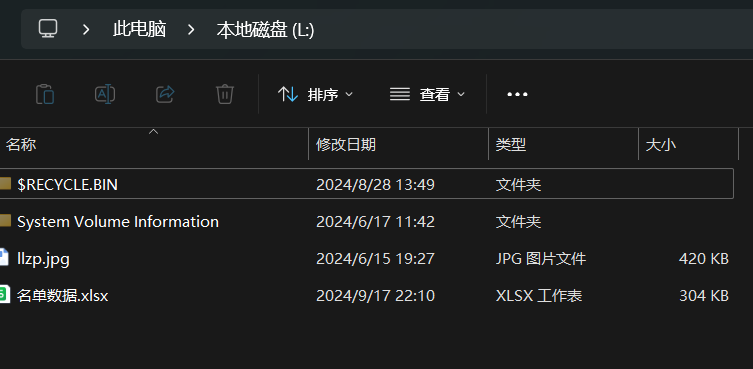 此电脑 本地磁盘 (L:)
排序 查看
名称 修改日期 类型 大小
$RECYCLE.BIN 2024/8/28 13:49 文件夹
System Volume Information 2024/6/17 11:42 文件夹
llzp.jpg 2024/6/15 19:27 JPG 图片文件 420 KB
名单数据.xlsx 2024/9/17 22:10 XLSX 工作表 304 KB